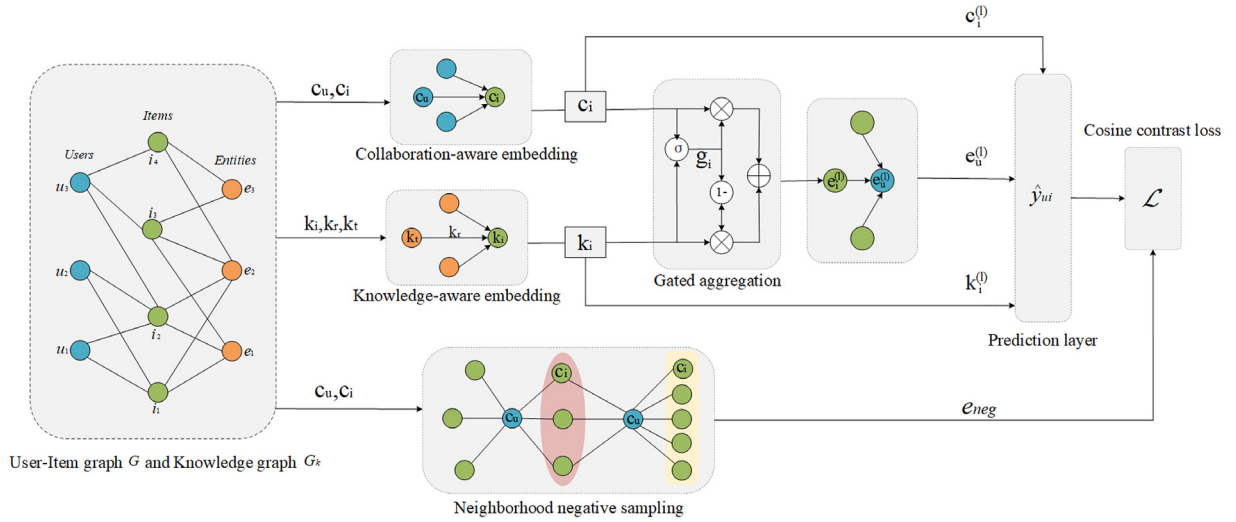 Users
Items
Entities
u₃
u₂
u₁
i₄
i₃
i₂
i₁
e₃
e₂
e₁
User-Item graph G and Knowledge graph Gₖ
cᵤ,cᵢ
kᵢ,kᵣ,kₜ
cᵤ,cᵢ
cᵤ
cᵢ
Collaboration-aware embedding
kₜ
kᵣ
kᵢ
Knowledge-aware embedding
cᵢ
kᵢ
σ
gᵢ
1-
Gated aggregation
eᵢ⁽ˡ⁾
eᵤ⁽ˡ⁾
cᵢ⁽ˡ⁾
eᵤ⁽ˡ⁾
kᵢ⁽ˡ⁾
ŷᵤᵢ
Prediction layer
Cosine contrast loss
ℒ
cᵤ
cᵢ
cᵤ
cᵢ
Neighborhood negative sampling
eneg